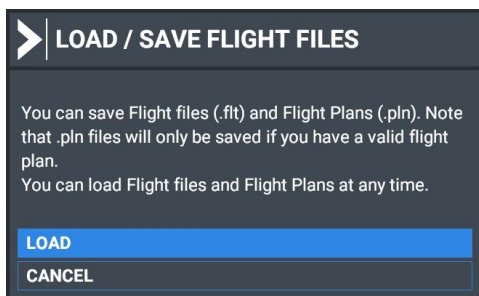 LOAD / SAVE FLIGHT FILES
You can save Flight files (.flt) and Flight Plans (.pln). Note
that .pln files will only be saved if you have a valid flight
plan.
You can load Flight files and Flight Plans at any time.
LOAD
CANCEL